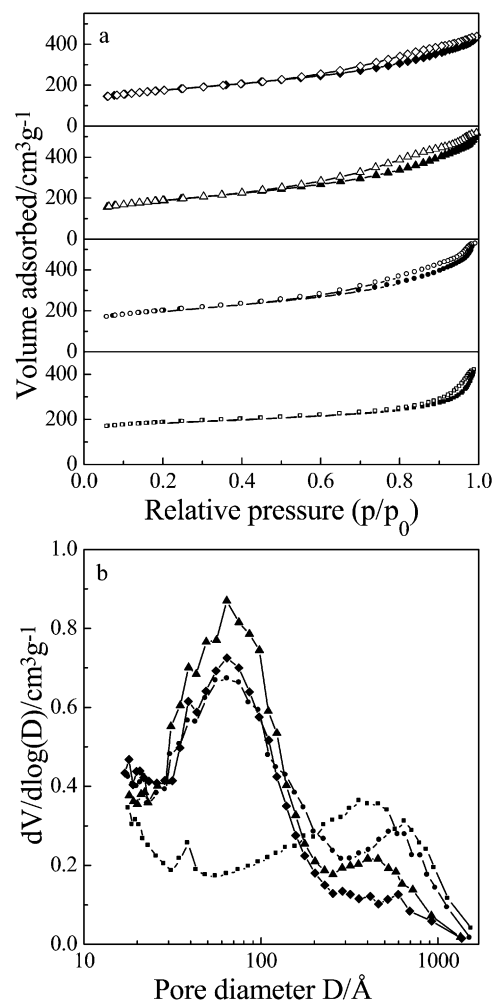 a
400
200
0
400
200
0
400
200
0
400
200
0
0.0 0.2 0.4 0.6 0.8 1.0
Volume adsorbed/cm³g-1
Relative pressure (p/p₀)
b
1.0
0.8
0.6
0.4
0.2
0.0
10 100 1000
dV/dlog(D)/cm³g-1
Pore diameter D/Å